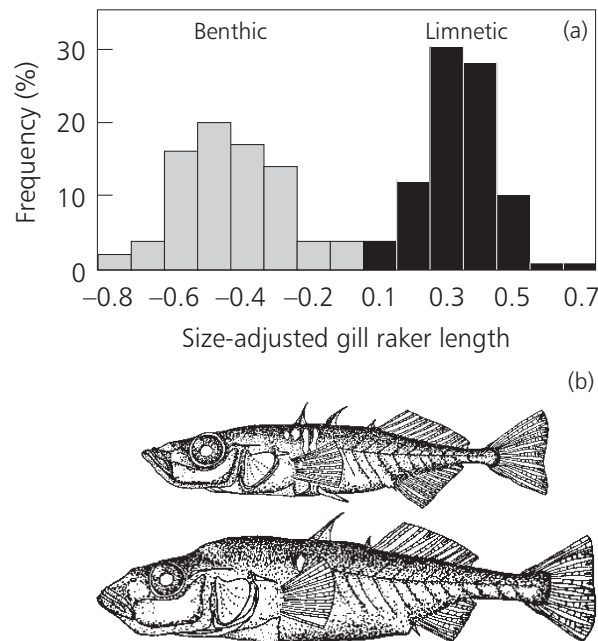 Benthic Limnetic (a)
30
20
10
0
Frequency (%)
−0.8 −0.6 −0.4 −0.2 0.1 0.3 0.5 0.7
Size-adjusted gill raker length
(b)